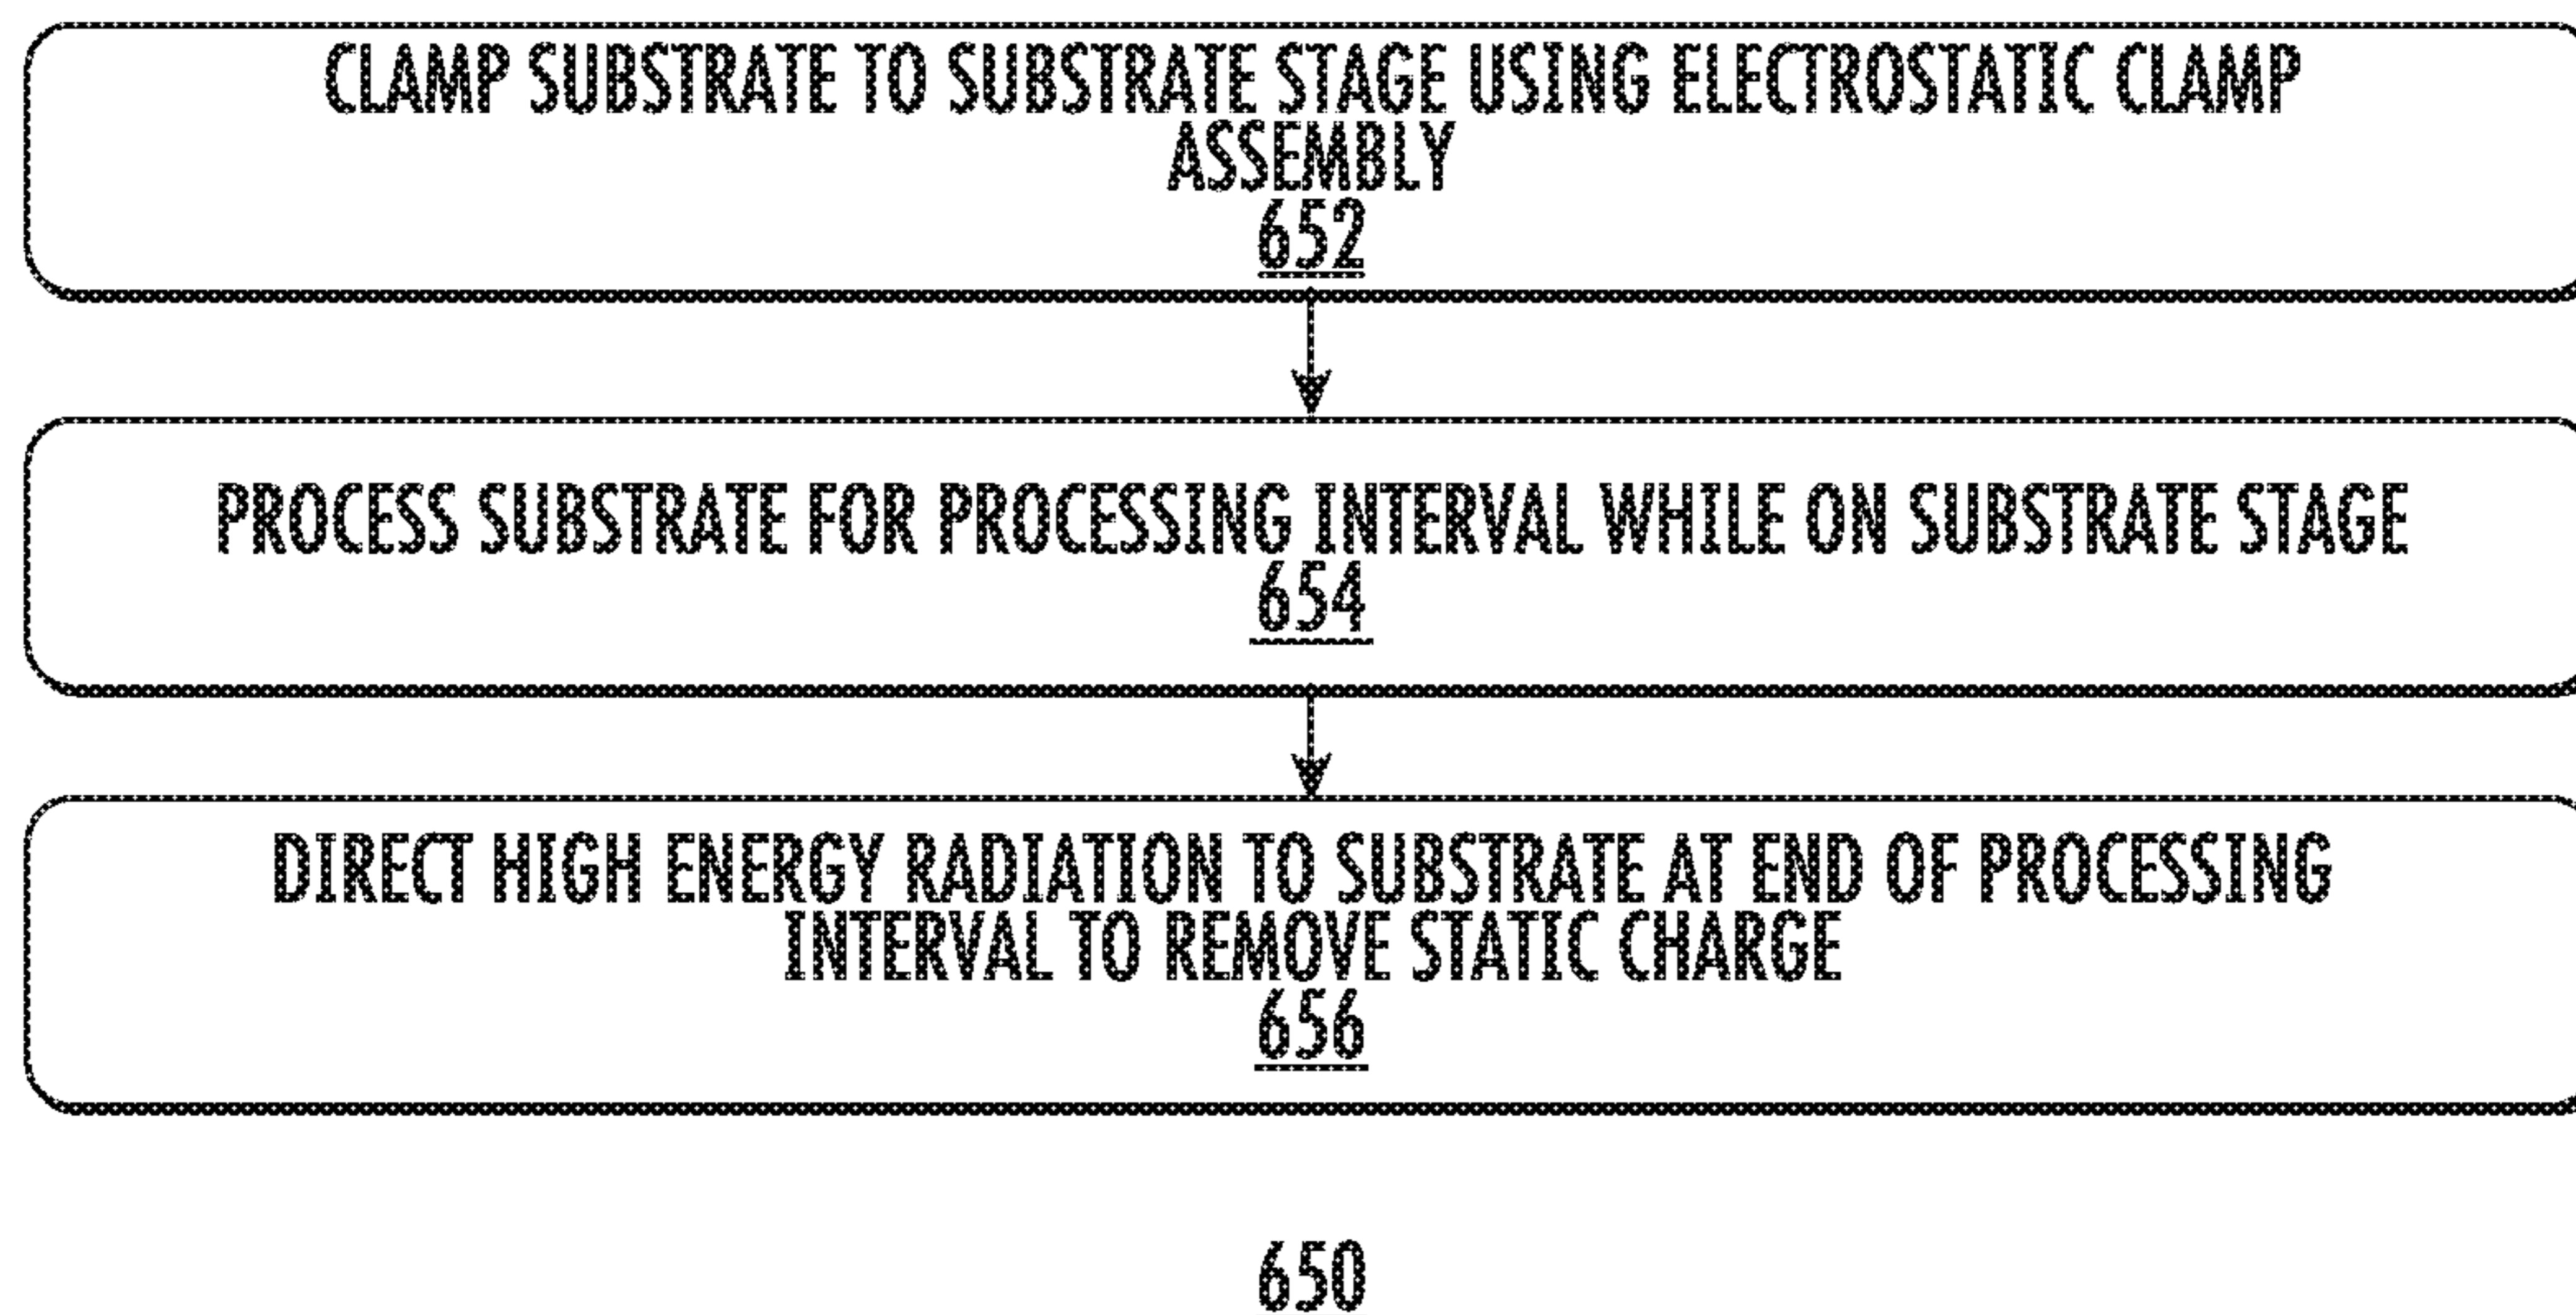 CLAMP SUBSTRATE TO SUBSTRATE STAGE USING ELECTROSTATIC CLAMP
ASSEMBLY
652
PROCESS SUBSTRATE FOR PROCESSING INTERVAL WHILE ON SUBSTRATE STAGE
654
DIRECT HIGH ENERGY RADIATION TO SUBSTRATE AT END OF PROCESSING
INTERVAL TO REMOVE STATIC CHARGE
656
650